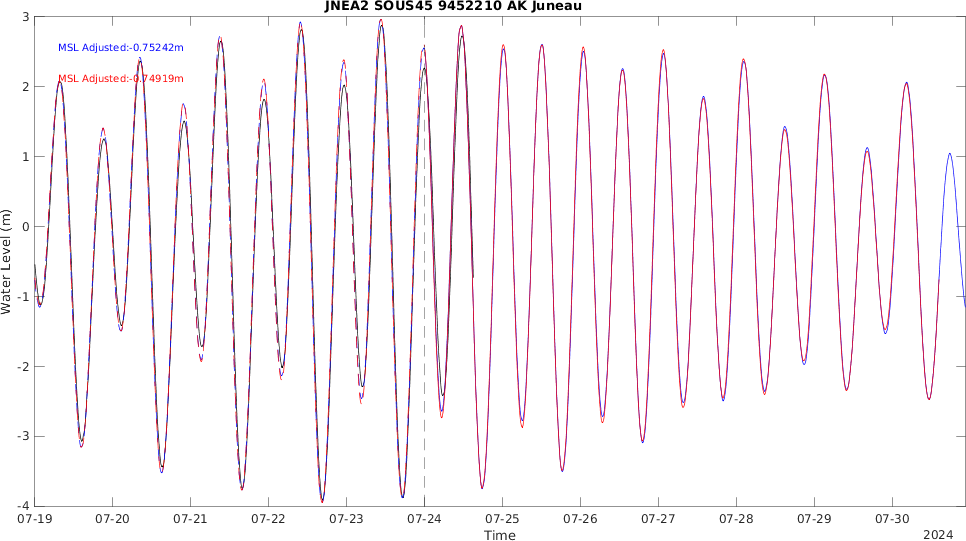 JNEA2 SOUS45 9452210 AK Juneau
MSL Adjusted:-0.75242m
MSL Adjusted:-0.74919m
3
2
1
0
-1
-2
-3
-4
Water Level (m)
07-19 07-20 07-21 07-22 07-23 07-24 07-25 07-26 07-27 07-28 07-29 07-30
Time
2024